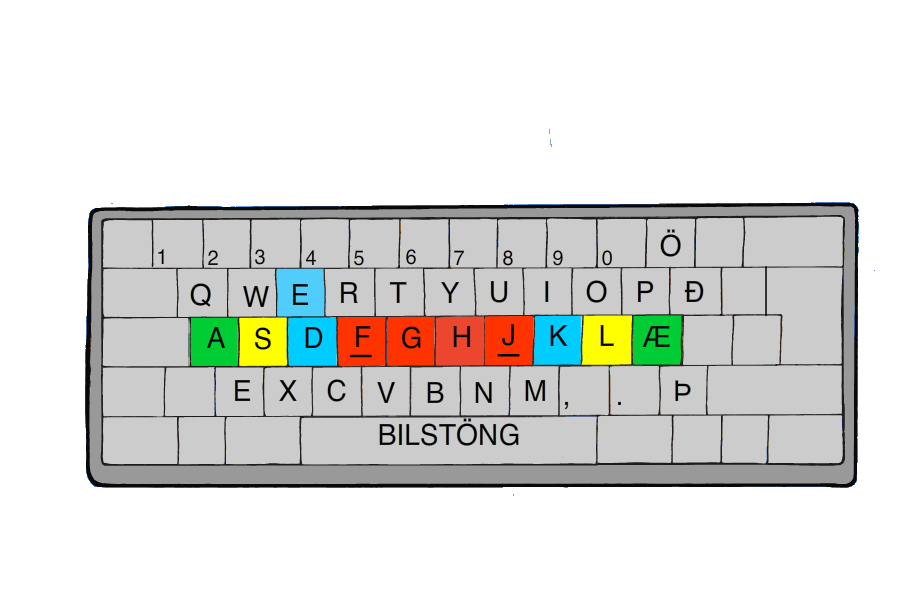 1 2 3 4 5 6 7 8 9 0 Ö
Q W E R T Y U I O P Ð
A S D F G H J K L Æ
E X C V B N M , . Þ
BILSTÖNG